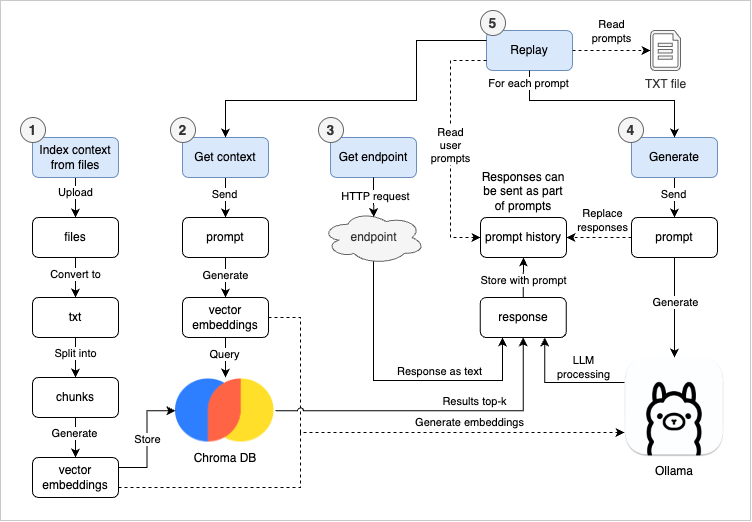 5
Replay
Read
prompts
TXT file
For each prompt
1
Index context
from files
2
Get context
3
Get endpoint
Read
user
prompts
4
Generate
Upload
Send
HTTP request
Responses can
be sent as part
of prompts
Send
files
prompt
endpoint
prompt history
Replace
responses
prompt
Convert to
Generate
Store with prompt
Generate
txt
vector
embeddings
response
Split into
Query
Response as text
LLM
processing
chunks
Results top-k
Generate
Store
Generate embeddings
Chroma DB
vector
embeddings
Ollama